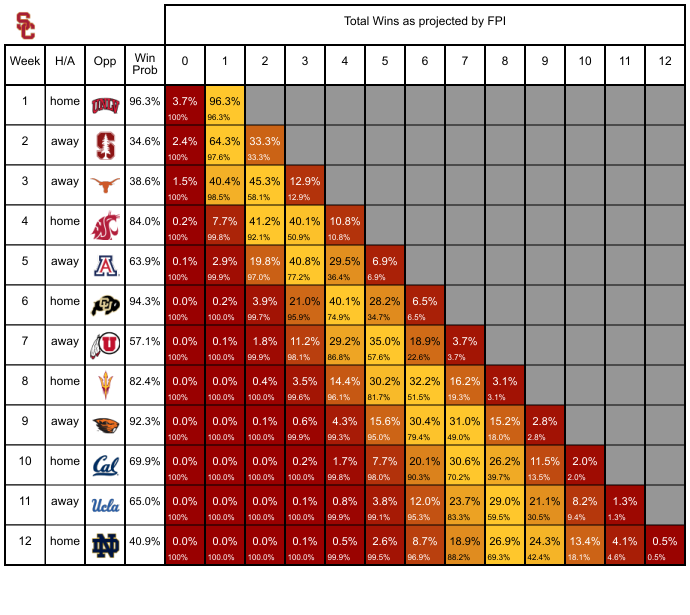 SC
Total Wins as projected by FPI
Week H/A Opp Win Prob 0 1 2 3 4 5 6 7 8 9 10 11 12
1 home UNLV 96.3% 3.7% 96.3%
100% 96.3%
2 away S 34.6% 2.4% 64.3% 33.3%
100% 97.6% 33.3%
3 away 38.6% 1.5% 40.4% 45.3% 12.9%
100% 98.5% 58.1% 12.9%
4 home 84.0% 0.2% 7.7% 41.2% 40.1% 10.8%
100% 99.8% 92.1% 50.9% 10.8%
5 away A 63.9% 0.1% 2.9% 19.8% 40.8% 29.5% 6.9%
100% 99.9% 97.0% 77.2% 36.4% 6.9%
6 home CU 94.3% 0.0% 0.2% 3.9% 21.0% 40.1% 28.2% 6.5%
100% 100.0% 99.7% 95.9% 74.9% 34.7% 6.5%
7 away U 57.1% 0.0% 0.1% 1.8% 11.2% 29.2% 35.0% 18.9% 3.7%
100% 100.0% 99.9% 98.1% 86.8% 57.6% 22.6% 3.7%
8 home 82.4% 0.0% 0.0% 0.4% 3.5% 14.4% 30.2% 32.2% 16.2% 3.1%
100% 100.0% 100.0% 99.6% 96.1% 81.7% 51.5% 19.3% 3.1%
9 away 92.3% 0.0% 0.0% 0.1% 0.6% 4.3% 15.6% 30.4% 31.0% 15.2% 2.8%
100% 100.0% 100.0% 99.9% 99.3% 95.0% 79.4% 49.0% 18.0% 2.8%
10 home Cal 69.9% 0.0% 0.0% 0.0% 0.2% 1.7% 7.7% 20.1% 30.6% 26.2% 11.5% 2.0%
100% 100.0% 100.0% 100.0% 99.8% 98.0% 90.3% 70.2% 39.7% 13.5% 2.0%
11 away Ucla 65.0% 0.0% 0.0% 0.0% 0.1% 0.8% 3.8% 12.0% 23.7% 29.0% 21.1% 8.2% 1.3%
100% 100.0% 100.0% 100.0% 99.9% 99.1% 95.3% 83.3% 59.5% 30.5% 9.4% 1.3%
12 home ND 40.9% 0.0% 0.0% 0.0% 0.1% 0.5% 2.6% 8.7% 18.9% 26.9% 24.3% 13.4% 4.1% 0.5%
100% 100.0% 100.0% 100.0% 99.9% 99.5% 96.9% 88.2% 69.3% 42.4% 18.1% 4.6% 0.5%